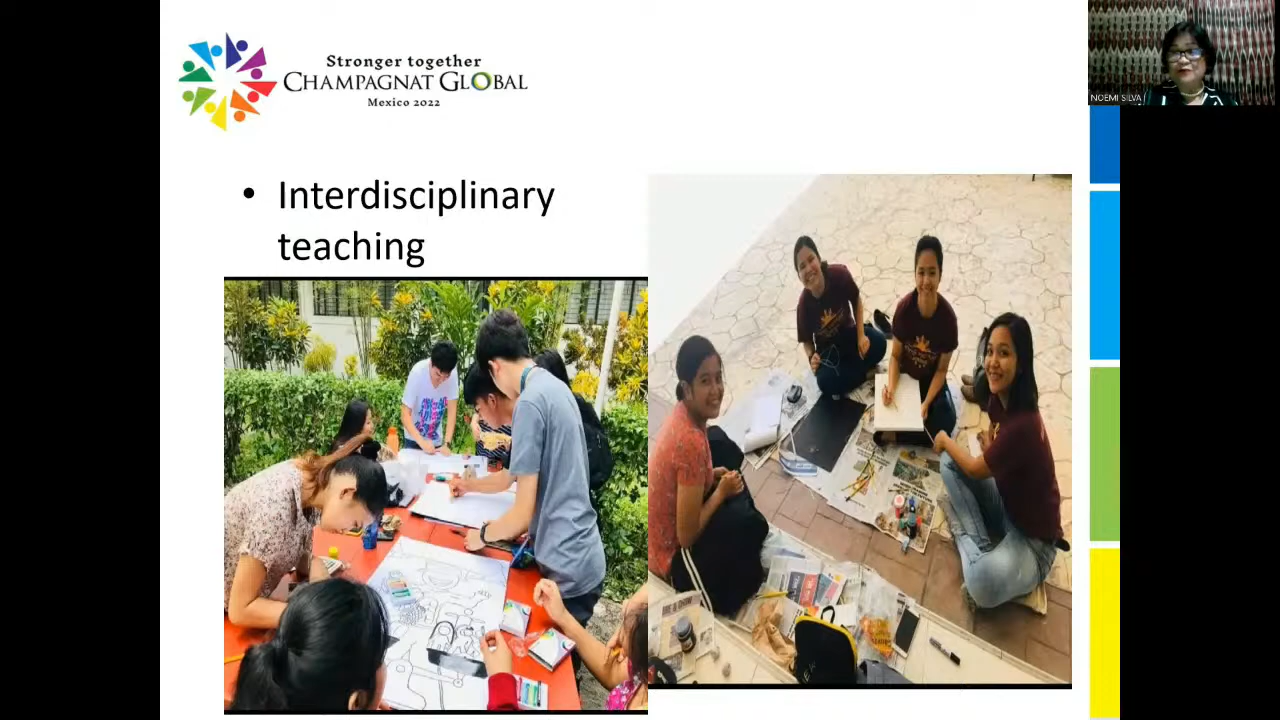 Stronger together
CHAMPAGNAT GLOBAL
Mexico 2022
NOEMI SILVA
• Interdisciplinary
teaching